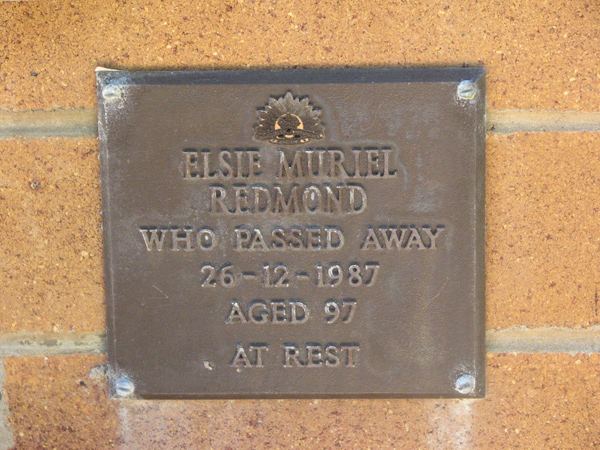 ELSIE MURIEL
REDMOND
WHO PASSED AWAY
26-12-1987
AGED 97
AT REST